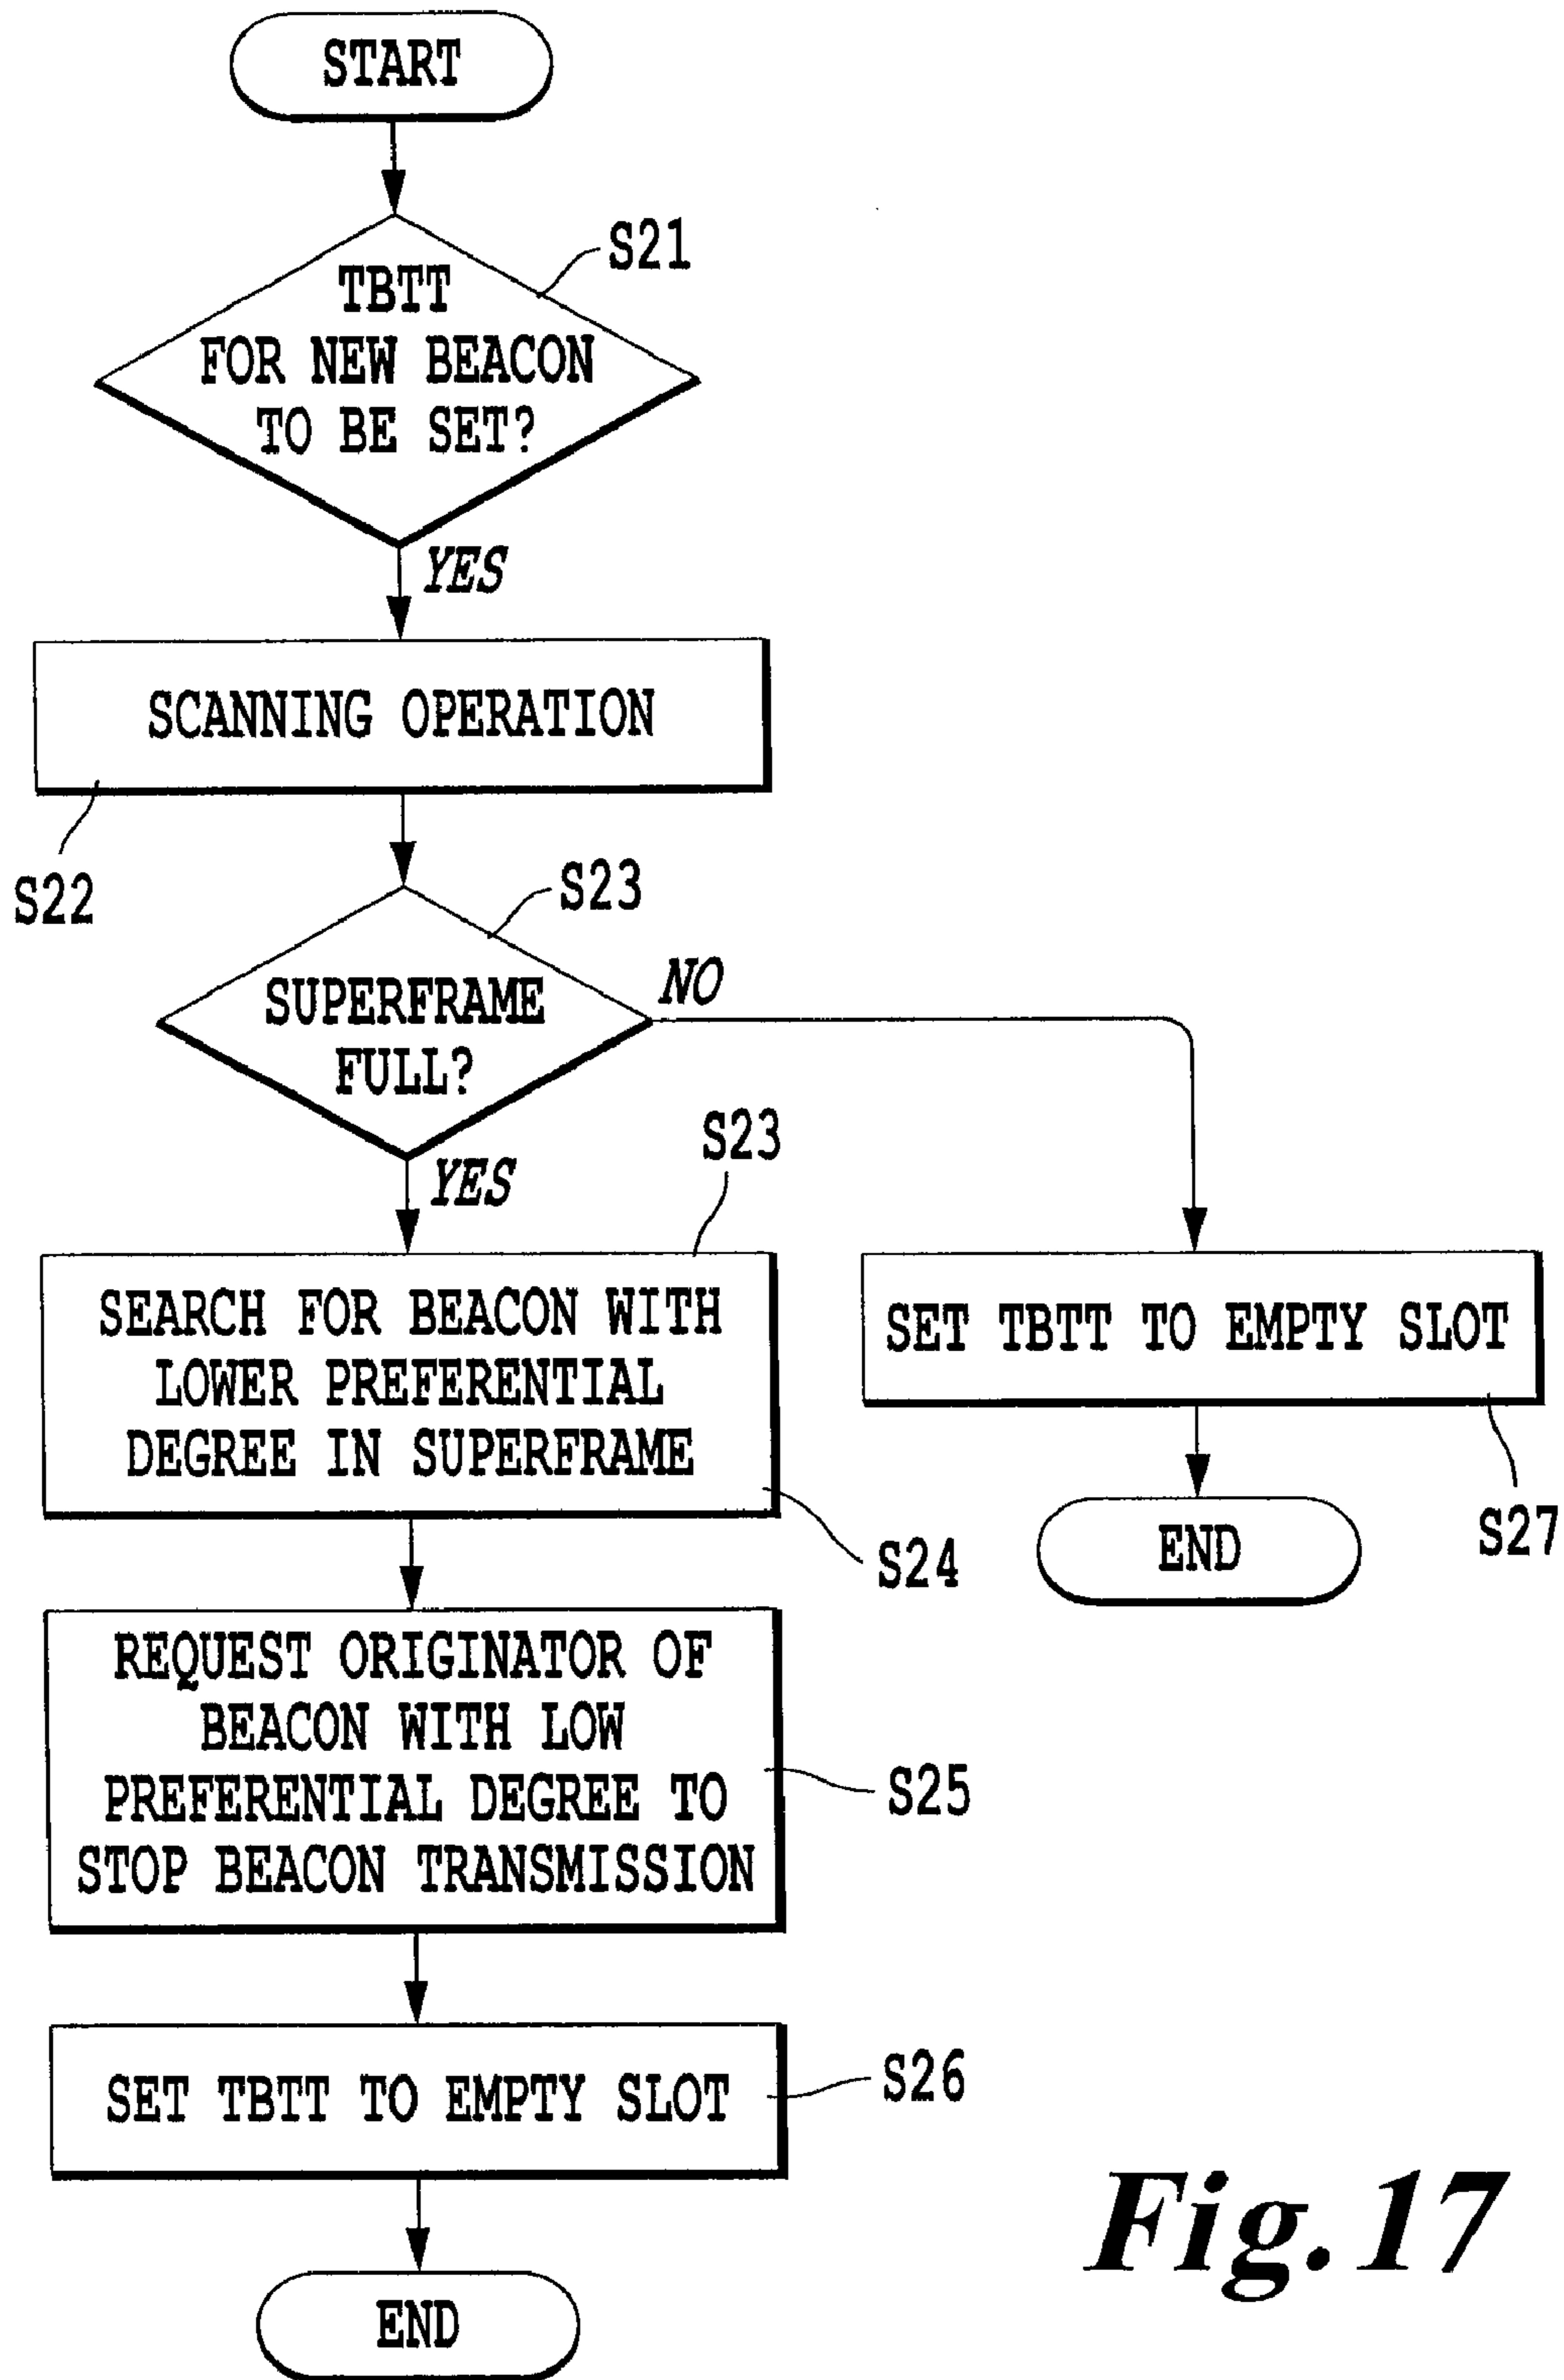 START
S21
TBTT
FOR NEW BEACON
TO BE SET?
YES
SCANNING OPERATION
S22
S23
SUPERFRAME
FULL?
NO
YES
S23
SEARCH FOR BEACON WITH
LOWER PREFERENTIAL
DEGREE IN SUPERFRAME
S24
SET TBTT TO EMPTY SLOT
S27
END
REQUEST ORIGINATOR OF
BEACON WITH LOW
PREFERENTIAL DEGREE TO
STOP BEACON TRANSMISSION
S25
SET TBTT TO EMPTY SLOT
S26
END
Fig. 17